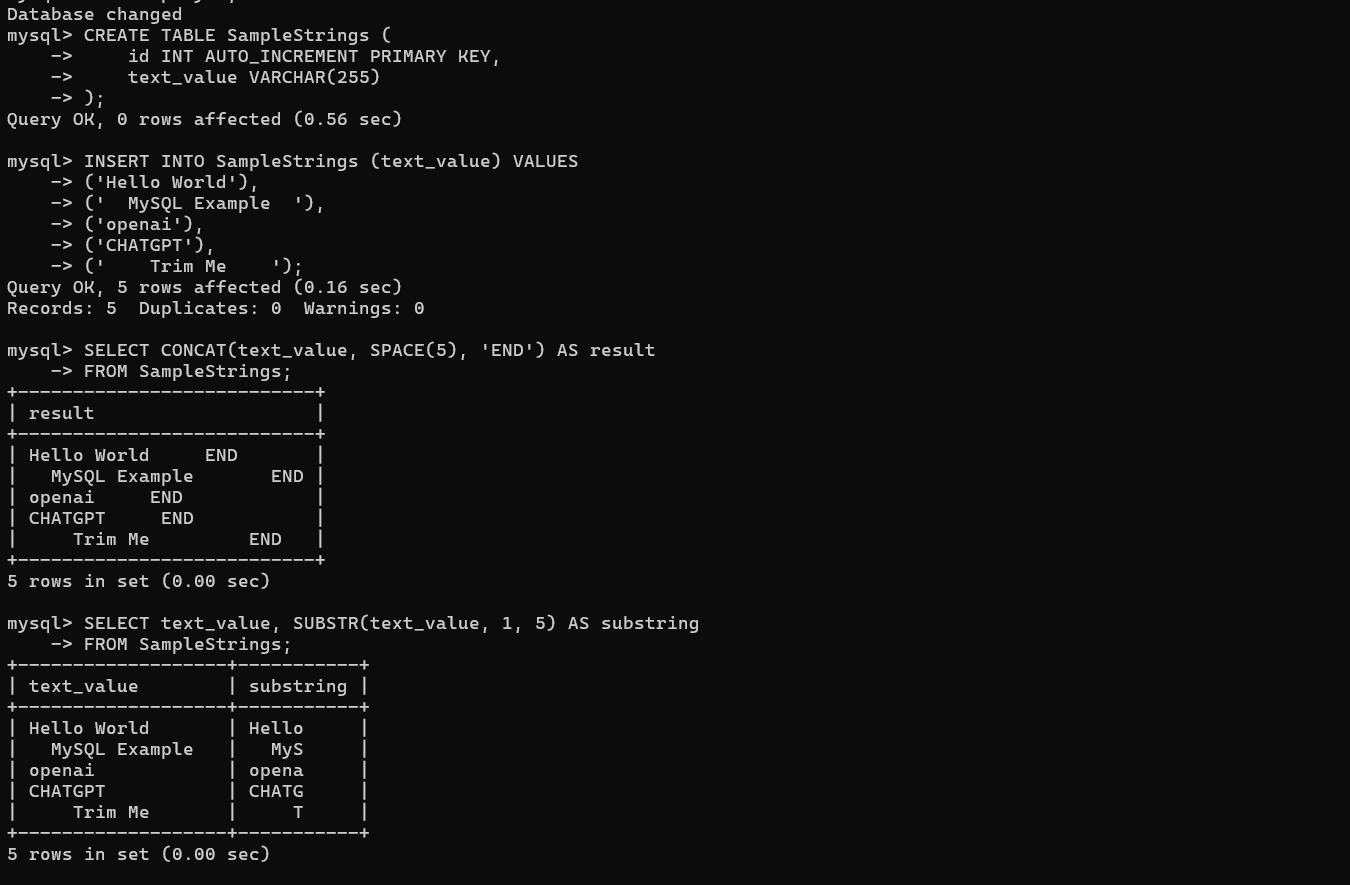 Database changed
mysql> CREATE TABLE SampleStrings (
    ->     id INT AUTO_INCREMENT PRIMARY KEY,
    ->     text_value VARCHAR(255)
    -> );
Query OK, 0 rows affected (0.56 sec)

mysql> INSERT INTO SampleStrings (text_value) VALUES
    -> ('Hello World'),
    -> ('  MySQL Example  '),
    -> ('openai'),
    -> ('CHATGPT'),
    -> ('    Trim Me    ');
Query OK, 5 rows affected (0.16 sec)
Records: 5  Duplicates: 0  Warnings: 0

mysql> SELECT CONCAT(text_value, SPACE(5), 'END') AS result
    -> FROM SampleStrings;
+---------------------------+
| result                    |
+---------------------------+
| Hello World     END       |
|   MySQL Example       END |
| openai     END            |
| CHATGPT     END           |
|     Trim Me         END   |
+---------------------------+
5 rows in set (0.00 sec)

mysql> SELECT text_value, SUBSTR(text_value, 1, 5) AS substring
    -> FROM SampleStrings;
+-------------------+-----------+
| text_value        | substring |
+-------------------+-----------+
| Hello World       | Hello     |
|   MySQL Example   |   MyS     |
| openai            | opena     |
| CHATGPT           | CHATG     |
|     Trim Me       |     T     |
+-------------------+-----------+
5 rows in set (0.00 sec)